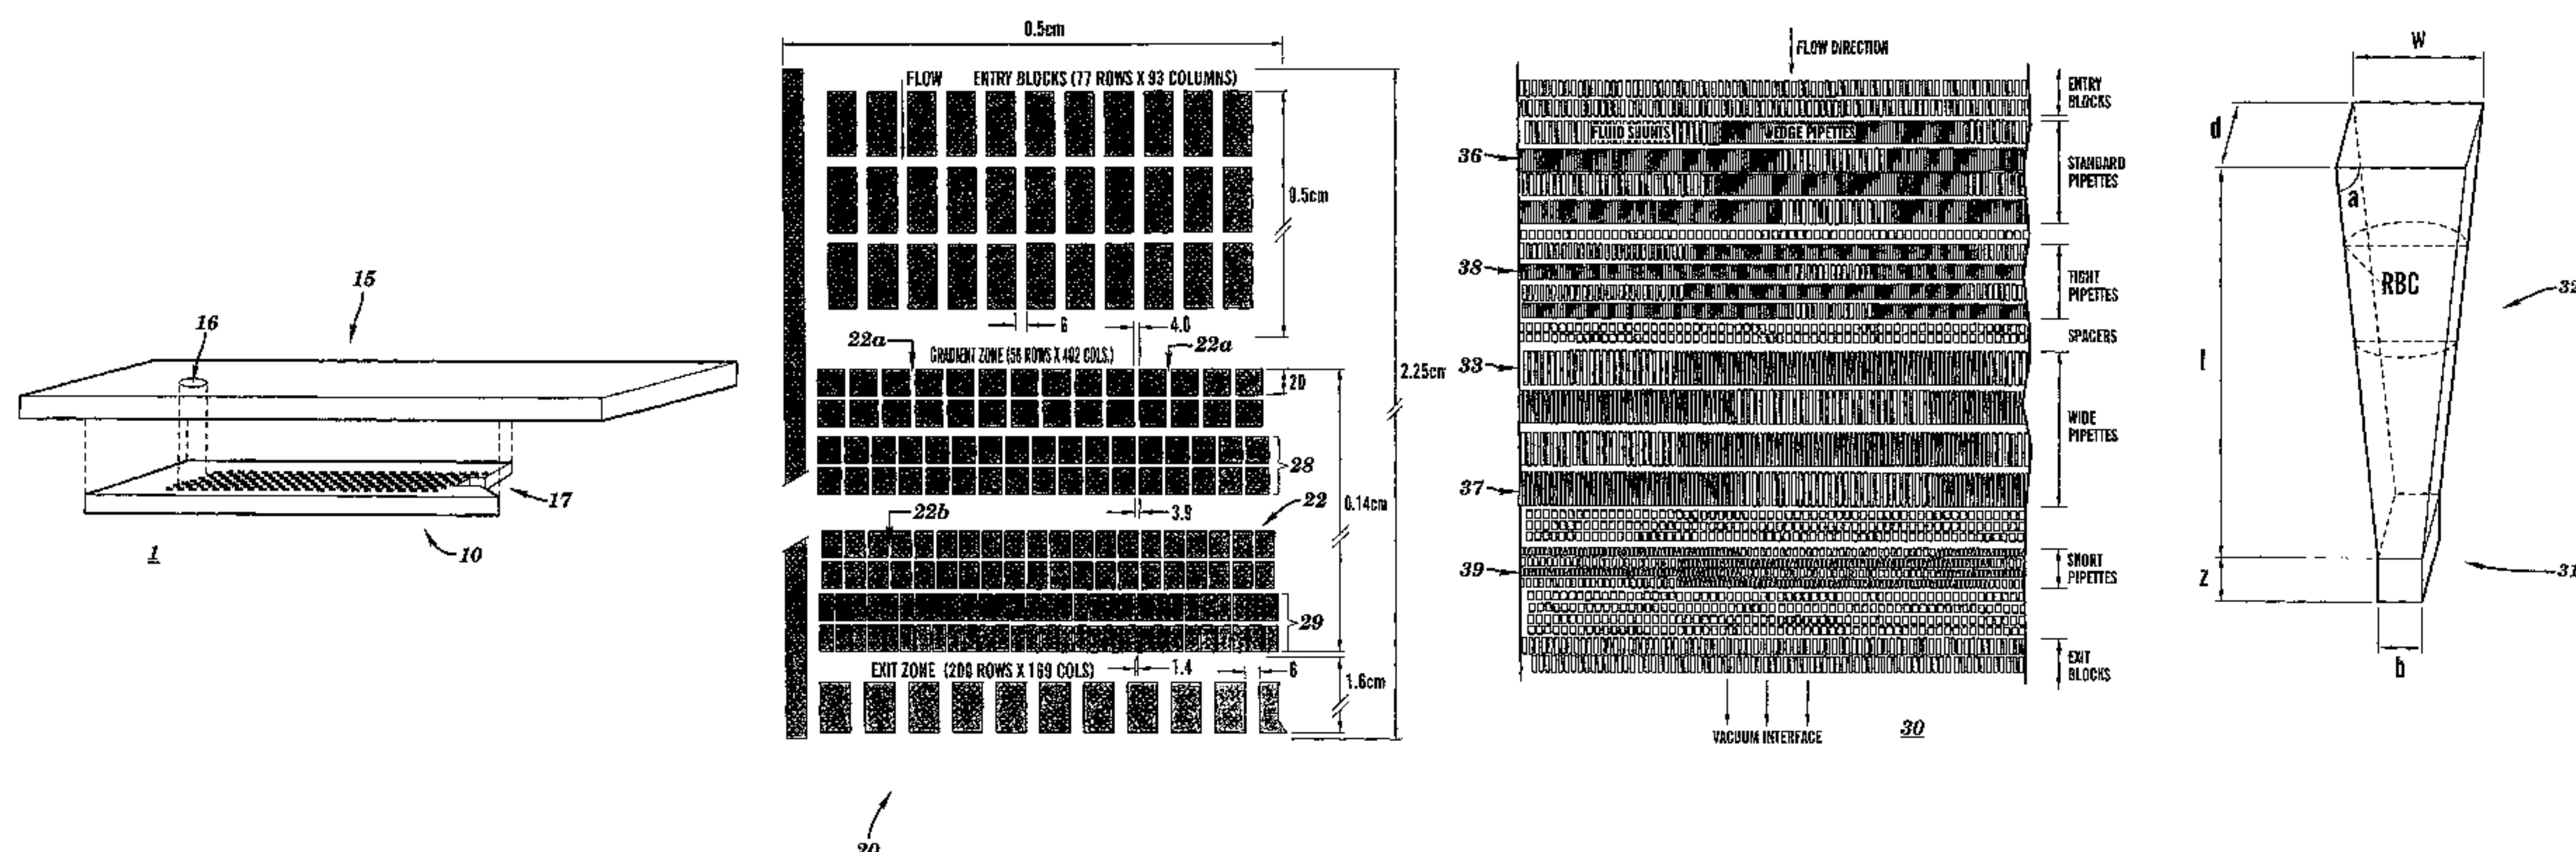 15
16
17
10
1
0.5cm
FLOW
ENTRY BLOCKS (77 ROWS X 93 COLUMNS)
9.5cm
6
4.0
22a
GRADIENT ZONE (56 ROWS X 402 COLS.)
22a
20
2.25cm
28
22
0.14cm
22b
3.9
29
EXIT ZONE (200 ROWS X 169 COLS)
1.4
6
1.6cm
20
FLOW DIRECTION
ENTRY
BLOCKS
FLUID SHUNTS
WEDGE PIPETTES
36
STANDARD
PIPETTES
38
TIGHT
PIPETTES
SPACERS
33
WIDE
PIPETTES
37
SHORT
PIPETTES
39
EXIT
BLOCKS
VACUUM INTERFACE
30
W
d
a
RBC
32
l
Z
31
b